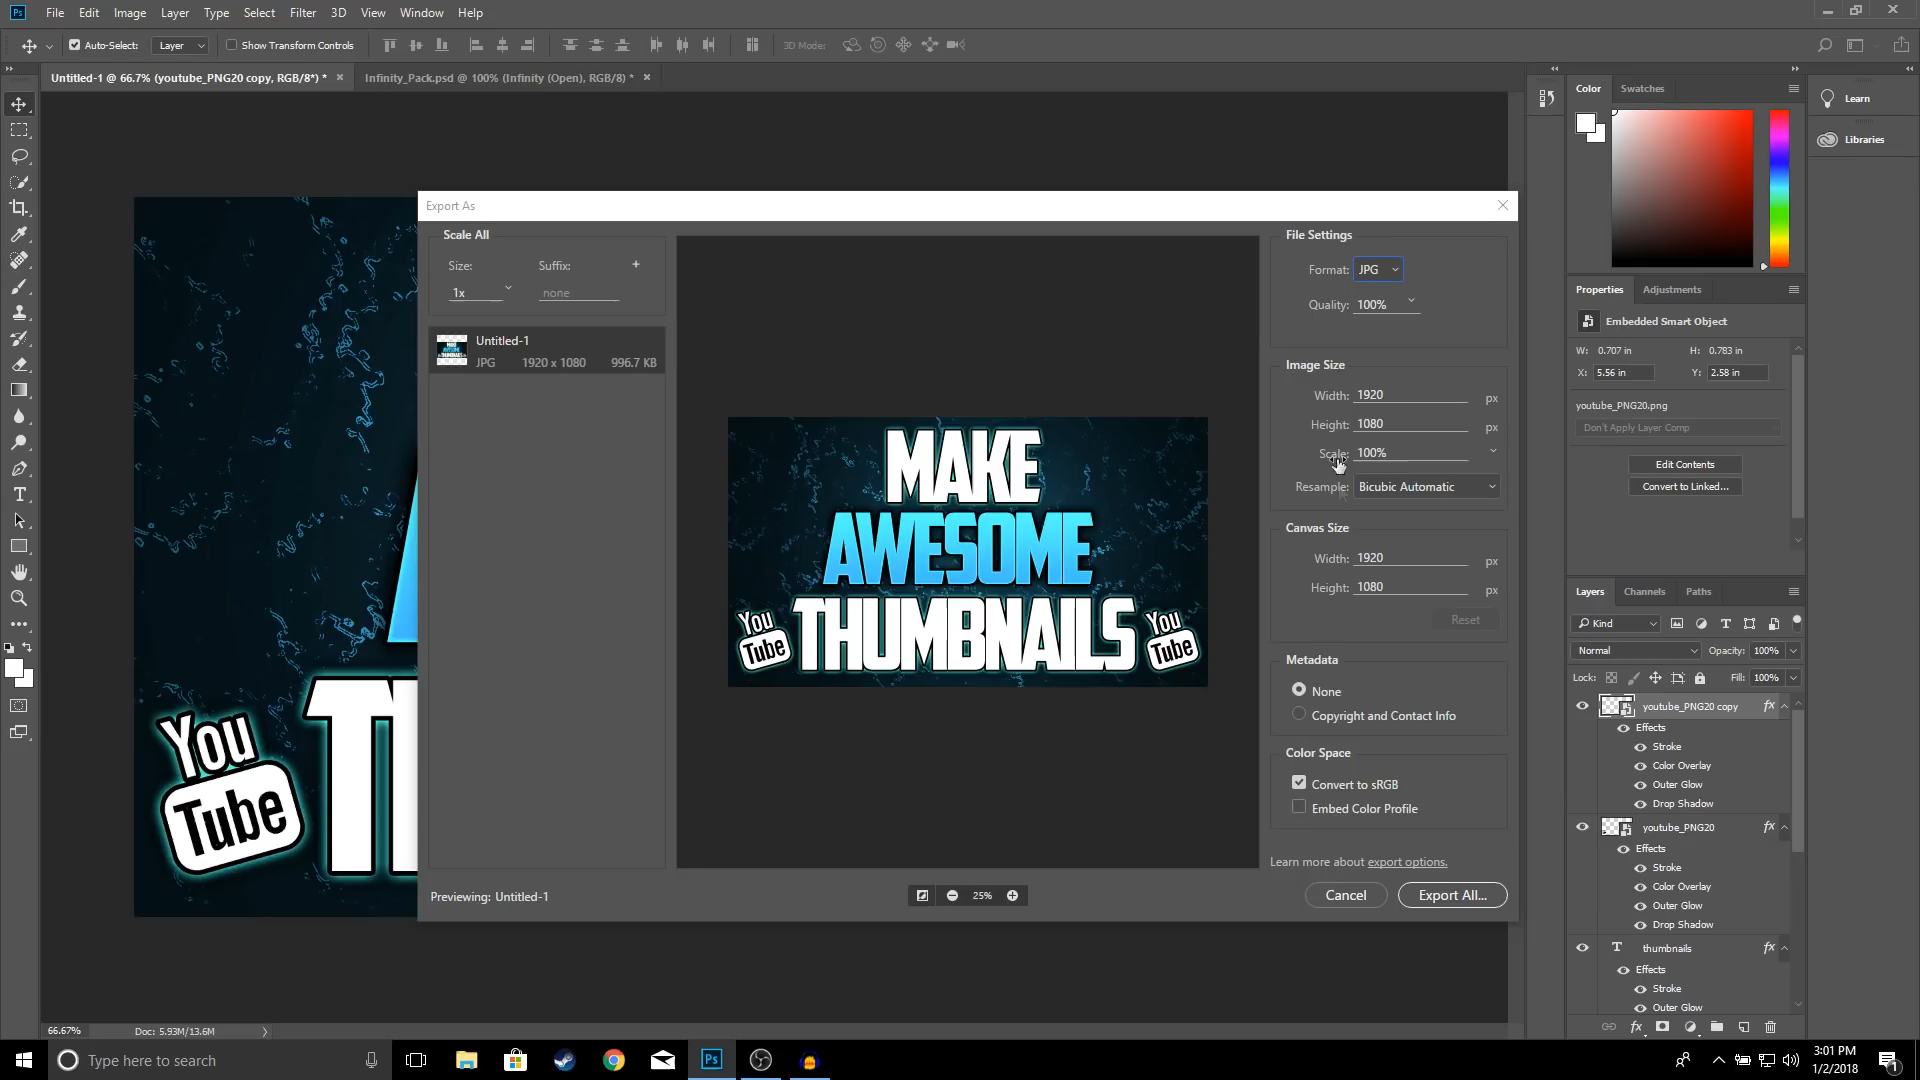 Ps File Edit Image Layer Type Select Filter 3D View Window Help
Auto-Select: Layer Show Transform Controls 3D Mode:
Untitled-1 @ 66.7% (youtube_PNG20 copy, RGB/8*) * Infinity_Pack.psd @ 100% (Infinity (Open), RGB/8) *
Export As
Scale All
Size: Suffix:
1x none
Untitled-1
JPG 1920 x 1080 996.7 KB
MAKE
AWESOME
THUMBNAILS
You
Tube
You
Tube
You
Tube
Previewing: Untitled-1
25%
File Settings
Format: JPG
Quality: 100%
Image Size
Width: 1920 px
Height: 1080 px
Scale: 100%
Resample: Bicubic Automatic
Canvas Size
Width: 1920 px
Height: 1080 px
Reset
Metadata
None
Copyright and Contact Info
Color Space
Convert to sRGB
Embed Color Profile
Learn more about export options.
Cancel Export All...
Color Swatches
Learn
Libraries
Properties Adjustments
Embedded Smart Object
W: 0.707 in H: 0.783 in
X: 5.56 in Y: 2.58 in
youtube_PNG20.png
Don't Apply Layer Comp
Edit Contents
Convert to Linked...
Layers Channels Paths
Kind
Normal Opacity: 100%
Lock: Fill: 100%
youtube_PNG20 copy fx
Effects
Stroke
Color Overlay
Outer Glow
Drop Shadow
youtube_PNG20 fx
Effects
Stroke
Color Overlay
Outer Glow
Drop Shadow
T thumbnails fx
Effects
Stroke
Outer Glow
fx
66.67% Doc: 5.93M/13.6M
Type here to search
Ps
3:01 PM
1/2/2018
1